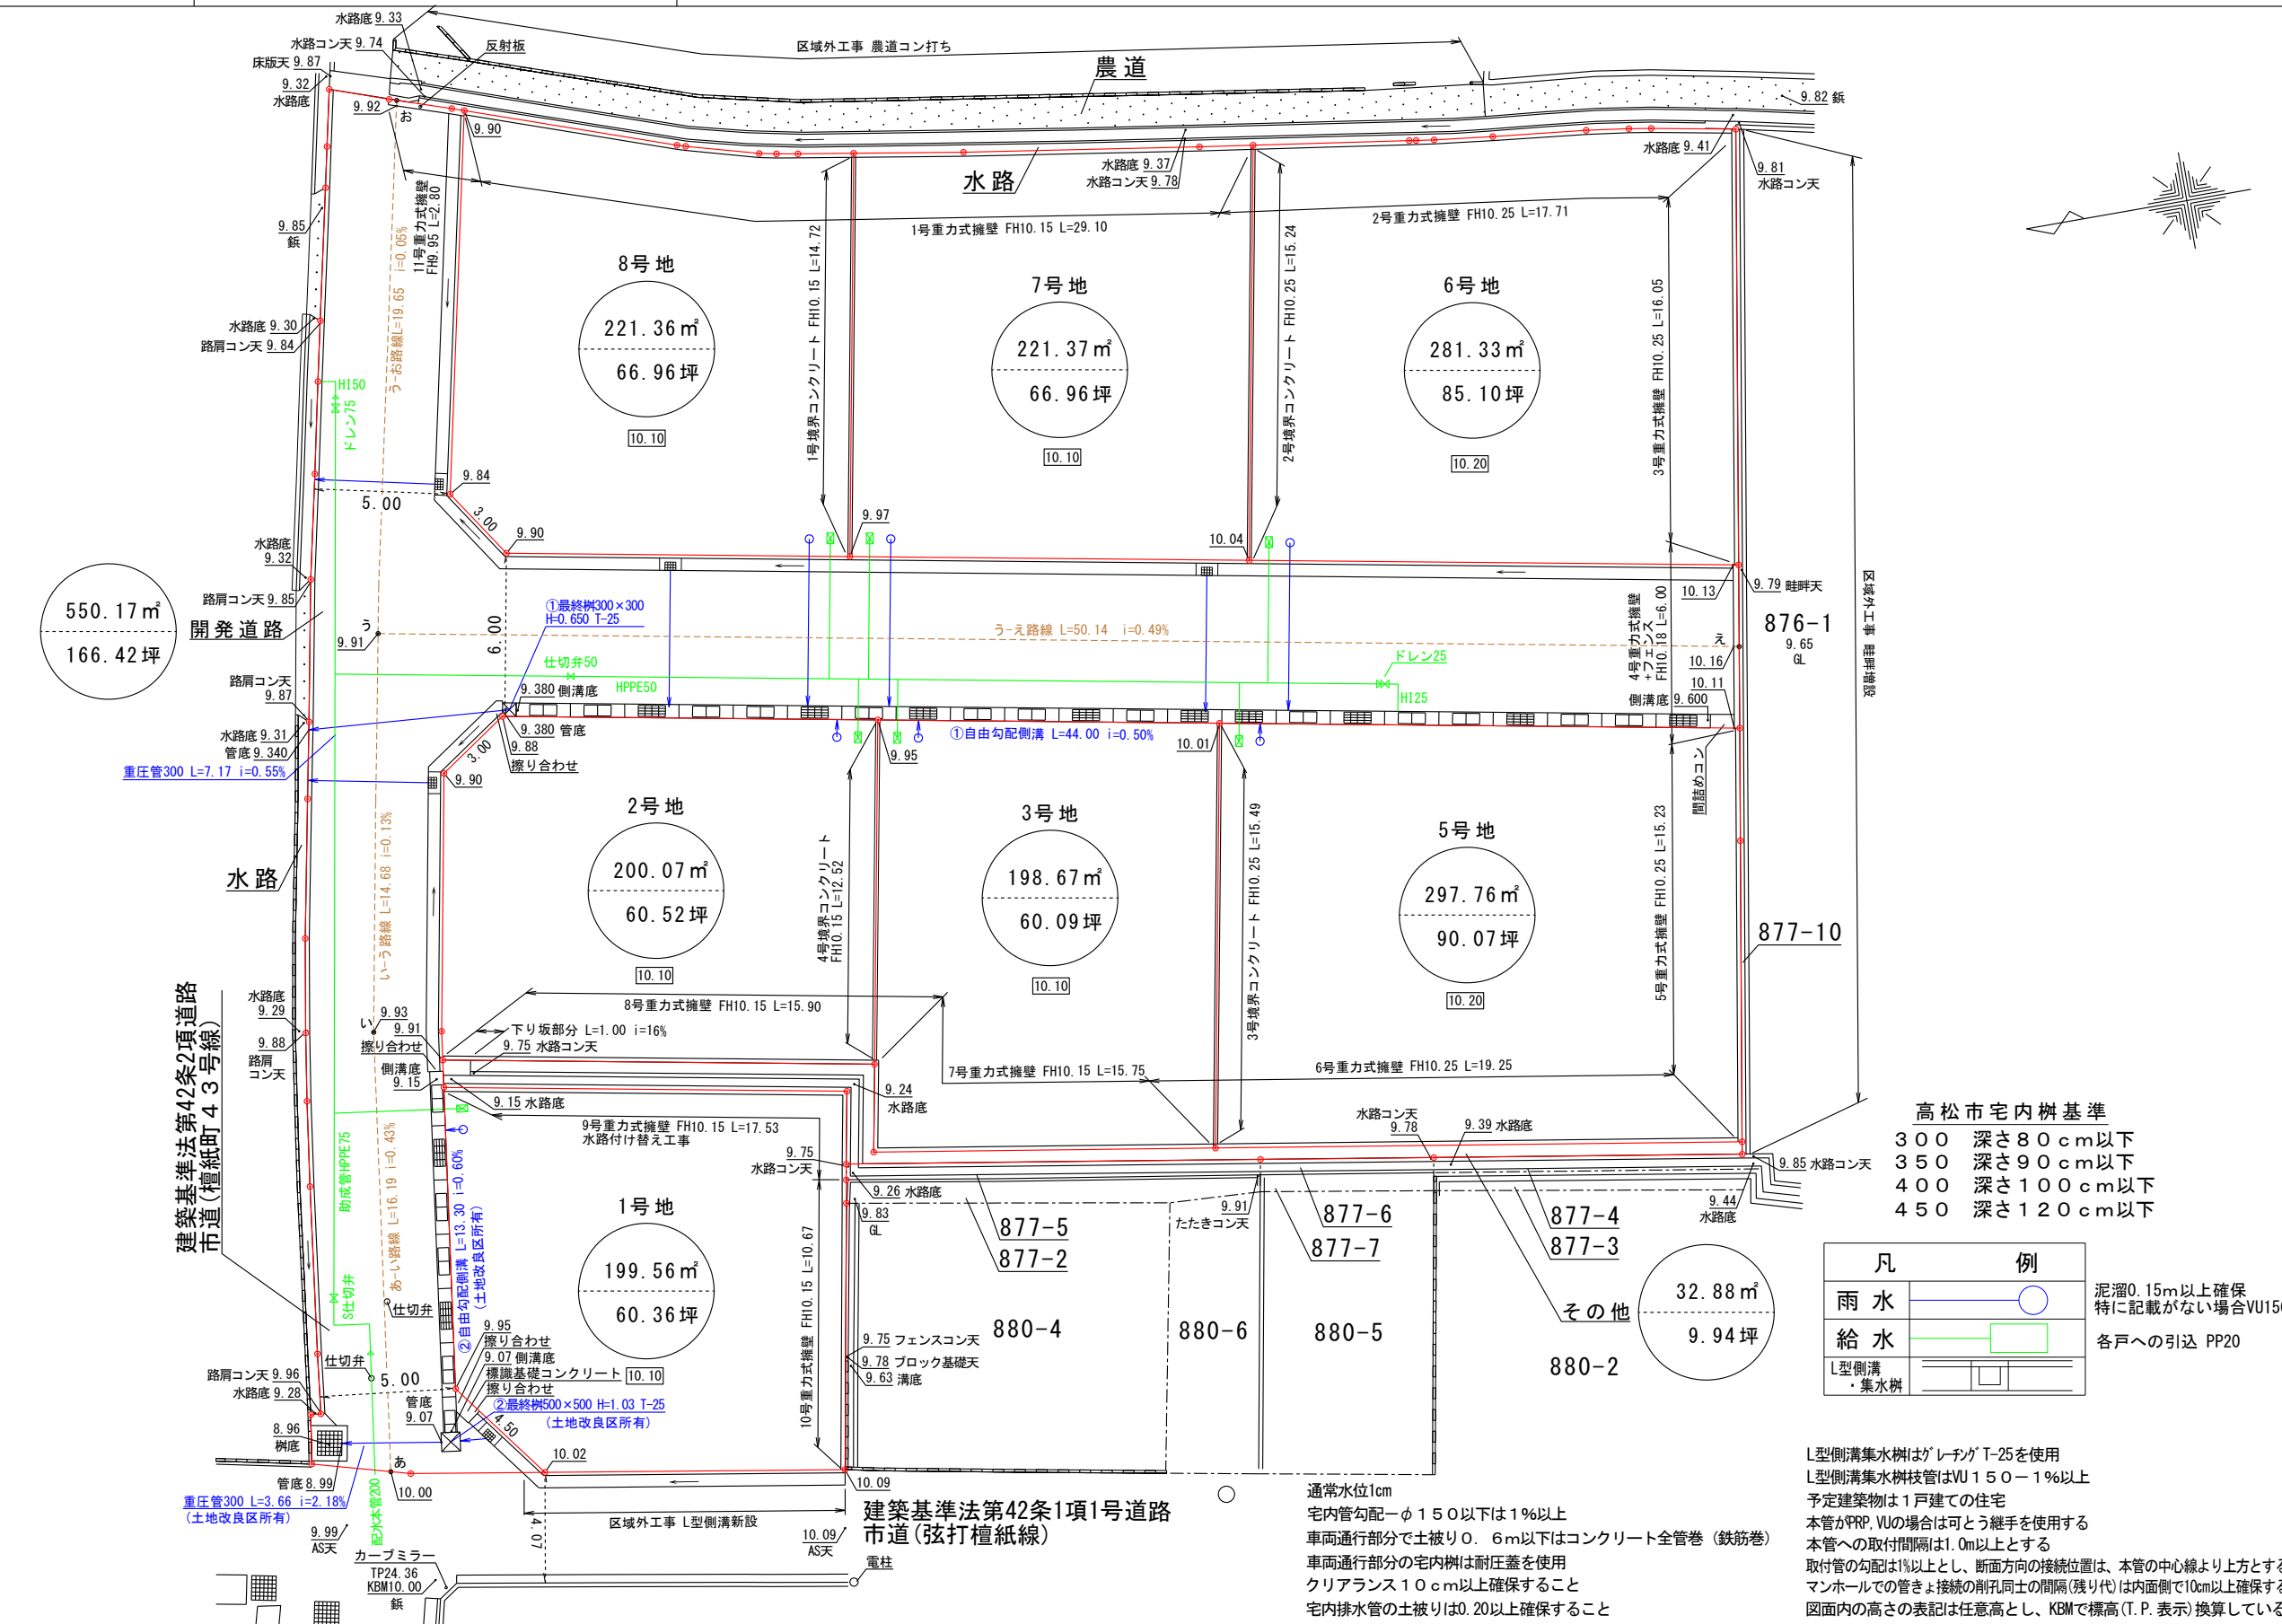 水路底 9.33
水路コン天 9.74
反射板
区域外工事 農道コン打ち
床版天 9.87
農道
9.32
水路底
9.82 鋲
9.92
お
9.90
水路底 9.37
水路コン天 9.78
水路底 9.41
9.81
水路コン天
水路
11号重力式擁壁
FH9.95 L=2.80
1号重力式擁壁 FH10.15 L=29.10
2号重力式擁壁 FH10.25 L=17.71
9.85
鋲
う-お路線L=19.65 i=0.05%
1号境界コンクリート FH10.15 L=14.72
2号境界コンクリート FH10.25 L=15.24
3号重力式擁壁 FH10.25 L=16.05
8号地
221.36㎡
66.96坪
10.10
7号地
221.37㎡
66.96坪
10.10
6号地
281.33㎡
85.10坪
10.20
水路底 9.30
路肩コン天 9.84
HI50
ドレン75
9.84
5.00
3.00
9.90
9.97
10.04
水路底
9.32
路肩コン天 9.85
10.13
9.79 畦畔天
876-1
9.65
GL
区域外工事 畦畔増設
550.17㎡
166.42坪
開発道路
①最終桝300×300
H=0.650 T-25
う
9.91
6.00
う-え路線 L=50.14 i=0.49%
4号重力式擁壁
+フェンス
FH10.18 L=6.00
え
10.16
10.11
仕切弁50
HPPE50
ドレン25
HI25
側溝底 9.600
路肩コン天
9.87
9.380 側溝底
9.380 管底
9.88
擦り合わせ
水路底 9.31
管底 9.340
重圧管300 L=7.17 i=0.55%
3.00
9.90
①自由勾配側溝 L=44.00 i=0.50%
9.95
10.01
間詰めコン
2号地
200.07㎡
60.52坪
10.10
3号地
198.67㎡
60.09坪
10.10
5号地
297.76㎡
90.07坪
10.20
4号境界コンクリート
FH10.15 L=12.52
3号境界コンクリート FH10.25 L=15.49
5号重力式擁壁 FH10.25 L=15.23
い-う路線 L=14.68 i=0.13%
水路
877-10
建築基準法第42条2項道路
市道(檀紙町43号線)
水路底
9.29
9.88
路肩
コン天
い
9.93
9.91
擦り合わせ
側溝底
9.15
8号重力式擁壁 FH10.15 L=15.90
下り坂部分 L=1.00 i=16%
9.75 水路コン天
9.15 水路底
9号重力式擁壁 FH10.15 L=17.53
水路付け替え工事
7号重力式擁壁 FH10.15 L=15.75
6号重力式擁壁 FH10.25 L=19.25
9.24
水路底
水路コン天
9.78
9.39 水路底
9.75
水路コン天
9.26 水路底
9.83
GL
9.91
たたきコン天
9.85 水路コン天
9.44
水路底
877-5
877-2
877-6
877-7
877-4
877-3
880-4
880-6
880-5
880-2
その他
32.88㎡
9.94坪
助成管HPPE75
S仕切弁
あ-い路線 L=16.19 i=0.43%
②自由勾配側溝 L=13.30 i=0.60%
(土地改良区所有)
1号地
199.56㎡
60.36坪
10.10
10号重力式擁壁 FH10.15 L=10.67
仕切弁
仕切弁
9.95
擦り合わせ
9.07 側溝底
標識基礎コンクリート
擦り合わせ
②最終桝500×500 H=1.03 T-25
(土地改良区所有)
9.75 フェンスコン天
9.78 ブロック基礎天
9.63 溝底
路肩コン天 9.96
水路底 9.28
5.00
管底
9.07
4.50
8.96
桝底
管底 8.99
重圧管300 L=3.66 i=2.18%
(土地改良区所有)
あ
10.00
10.02
10.09
9.99
AS天
配水本管200
4.07
区域外工事 L型側溝新設
10.09
AS天
建築基準法第42条1項1号道路
市道(弦打檀紙線)
電柱
カーブミラー
TP24.36
KBM10.00
鋲
高松市宅内桝基準
300 深さ80cm以下
350 深さ90cm以下
400 深さ100cm以下
450 深さ120cm以下
凡例
雨水
泥溜0.15m以上確保
特に記載がない場合VU15
給水
各戸への引込 PP20
L型側溝
・集水桝
通常水位1cm
宅内管勾配−φ150以下は1%以上
車両通行部分で土被り0.6m以下はコンクリート全管巻(鉄筋巻)
車両通行部分の宅内桝は耐圧蓋を使用
クリアランス10cm以上確保すること
宅内排水管の土被りは0.20以上確保すること
L型側溝集水桝はグレーチングT-25を使用
L型側溝集水桝枝管はVU150−1%以上
予定建築物は1戸建ての住宅
本管がPRP,VUの場合は可とう継手を使用する
本管への取付間隔は1.0m以上とする
取付管の勾配は1%以上とし、断面方向の接続位置は、本管の中心線より上方とする
マンホールでの管きょ接続の削孔同士の間隔(残り代)は内面側で10cm以上確保する
図面内の高さの表記は任意高とし、KBMで標高(T.P.表示)換算している